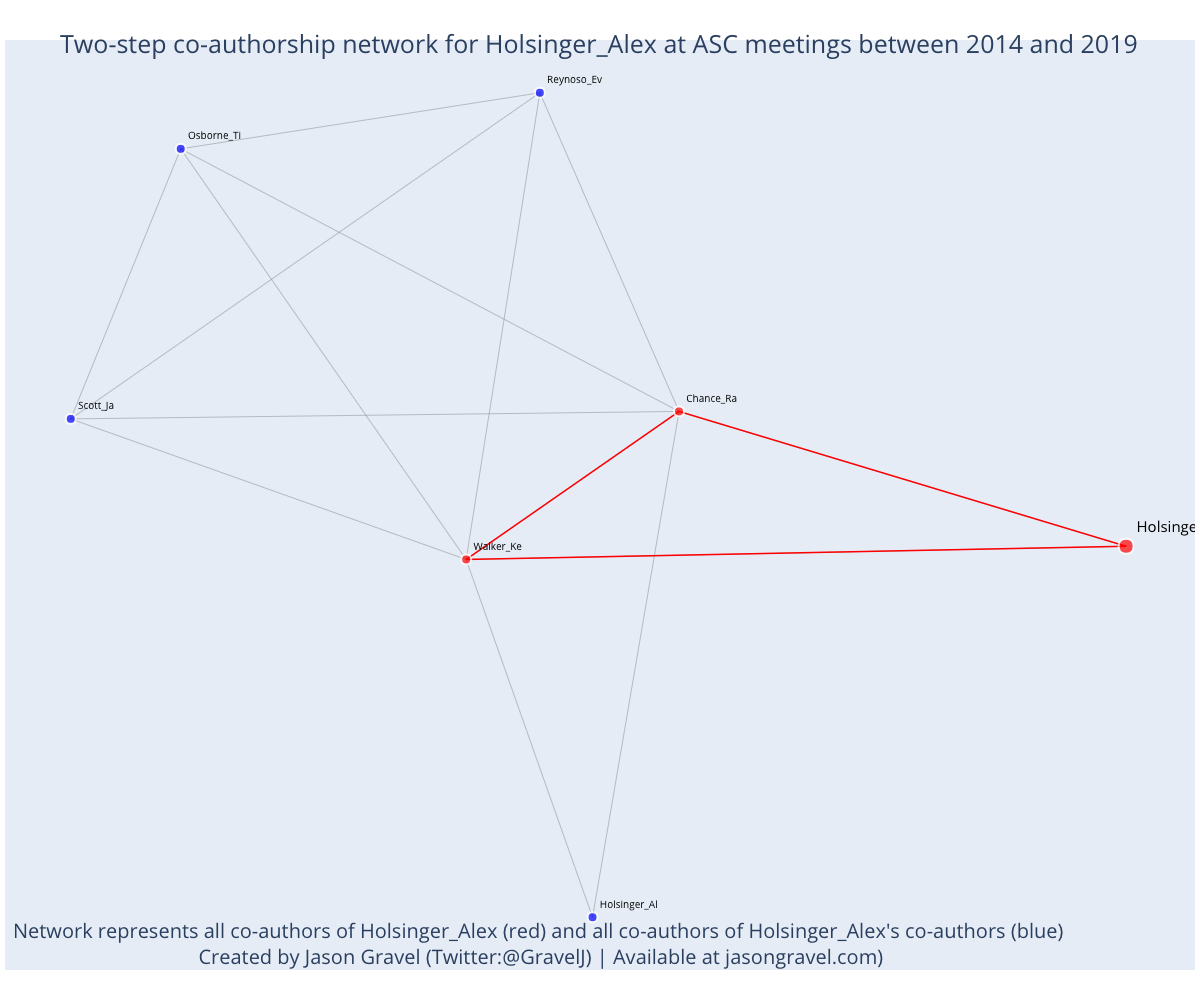 Two-step co-authorship network for Holsinger_Alex at ASC meetings between 2014 and 2019
Reynoso_Ev
Osborne_Ti
Scott_Ja
Chance_Ra
Holsinge
Walker_Ke
Holsinger_Al
Network represents all co-authors of Holsinger_Alex (red) and all co-authors of Holsinger_Alex's co-authors (blue)
Created by Jason Gravel (Twitter:@GravelJ) | Available at jasongravel.com)